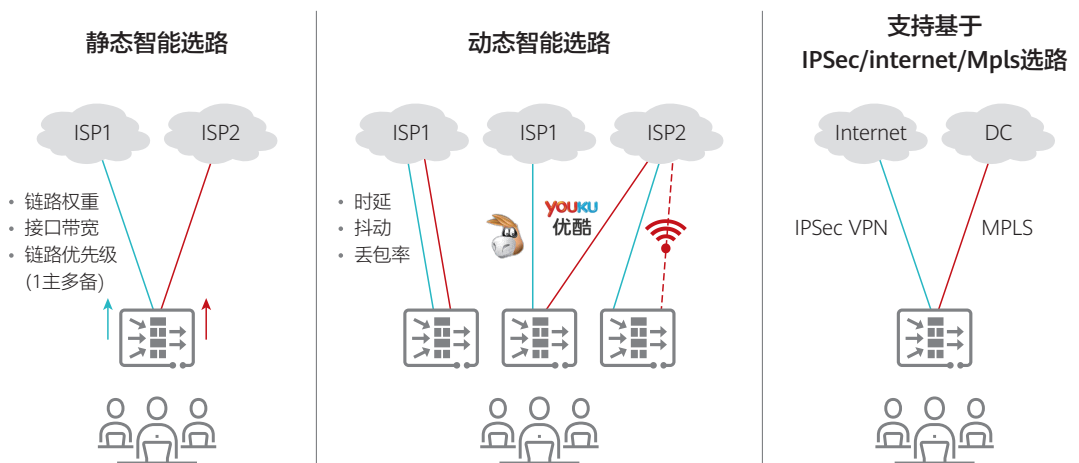 静态智能选路
ISP1
ISP2
• 链路权重
• 接口带宽
• 链路优先级
(1主多备)
动态智能选路
ISP1
ISP1
ISP2
• 时延
• 抖动
• 丢包率
YOUKU
优酷
支持基于
IPSec/internet/Mpls选路
Internet
DC
IPSec VPN
MPLS